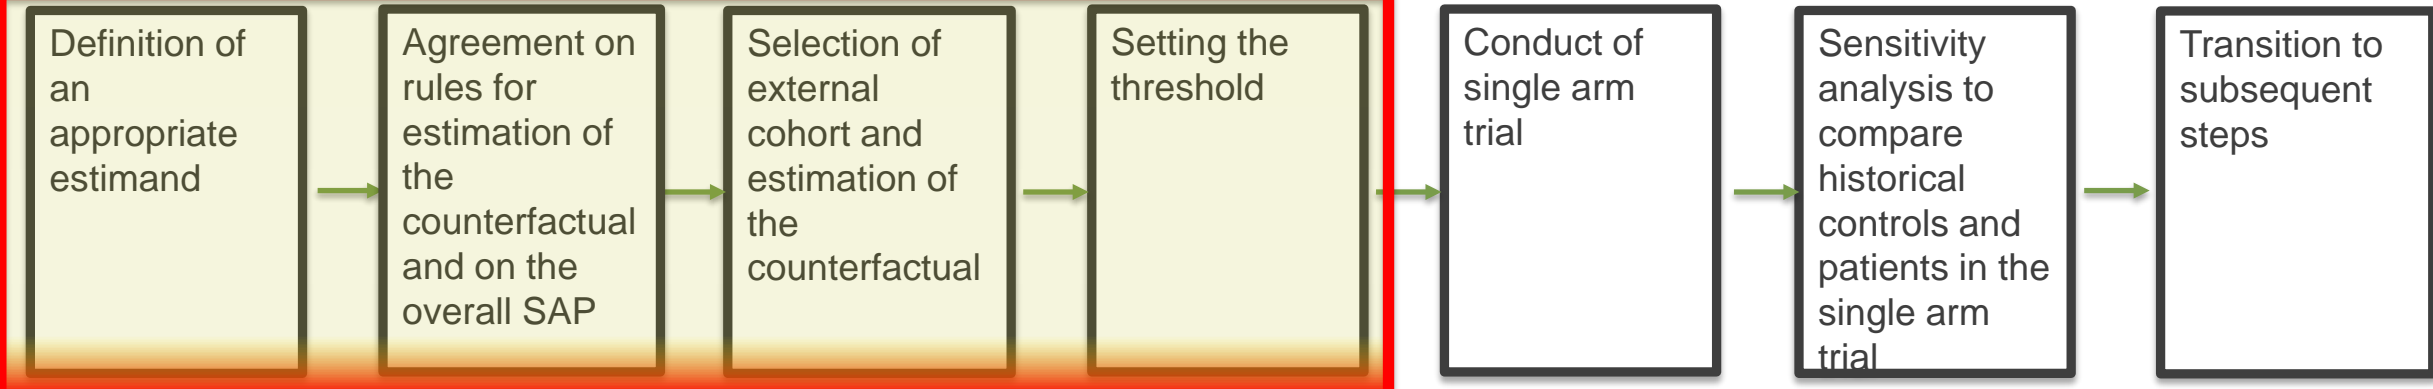 Definition of
an
appropriate
estimand
Agreement on
rules for
estimation of
the
counterfactual
and on the
overall SAP
Selection of
external
cohort and
estimation of
the
counterfactual
Setting the
threshold
Conduct of
single arm
trial
Sensitivity
analysis to
compare
historical
controls and
patients in the
single arm
trial
Transition to
subsequent
steps